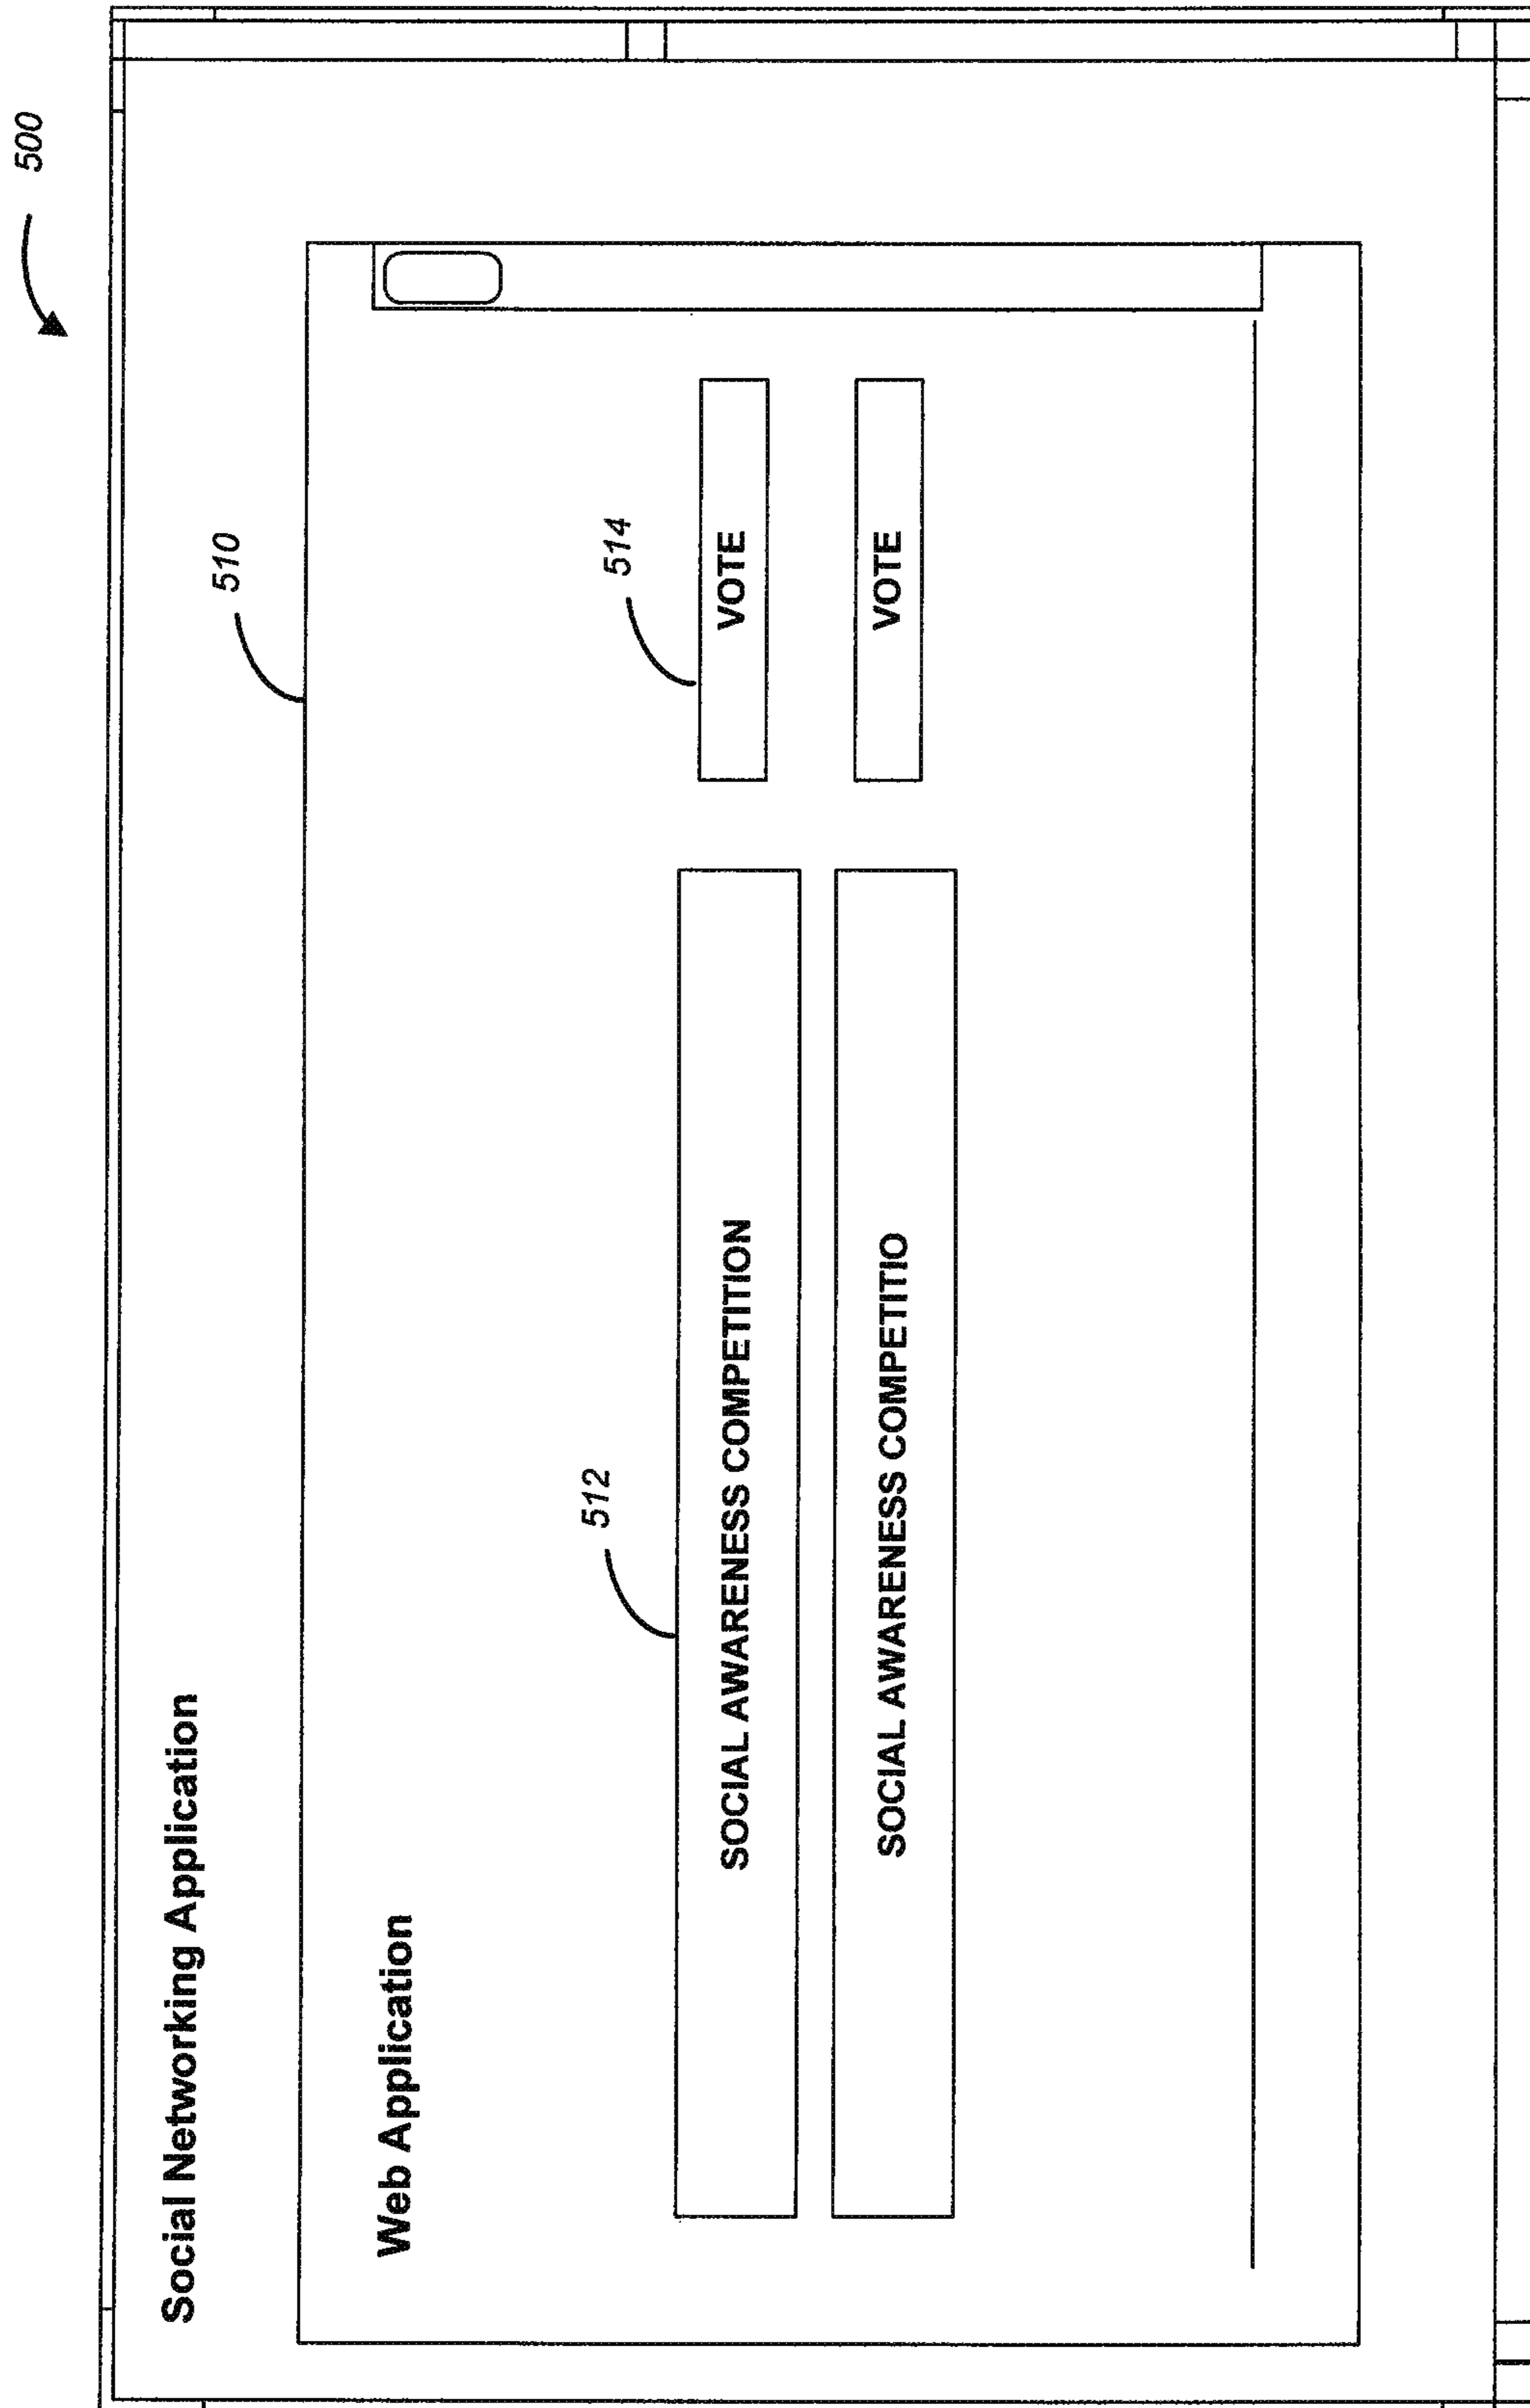 500
Social Networking Application
510
Web Application
512
514
SOCIAL AWARENESS COMPETITION
VOTE
SOCIAL AWARENESS COMPETITIO
VOTE